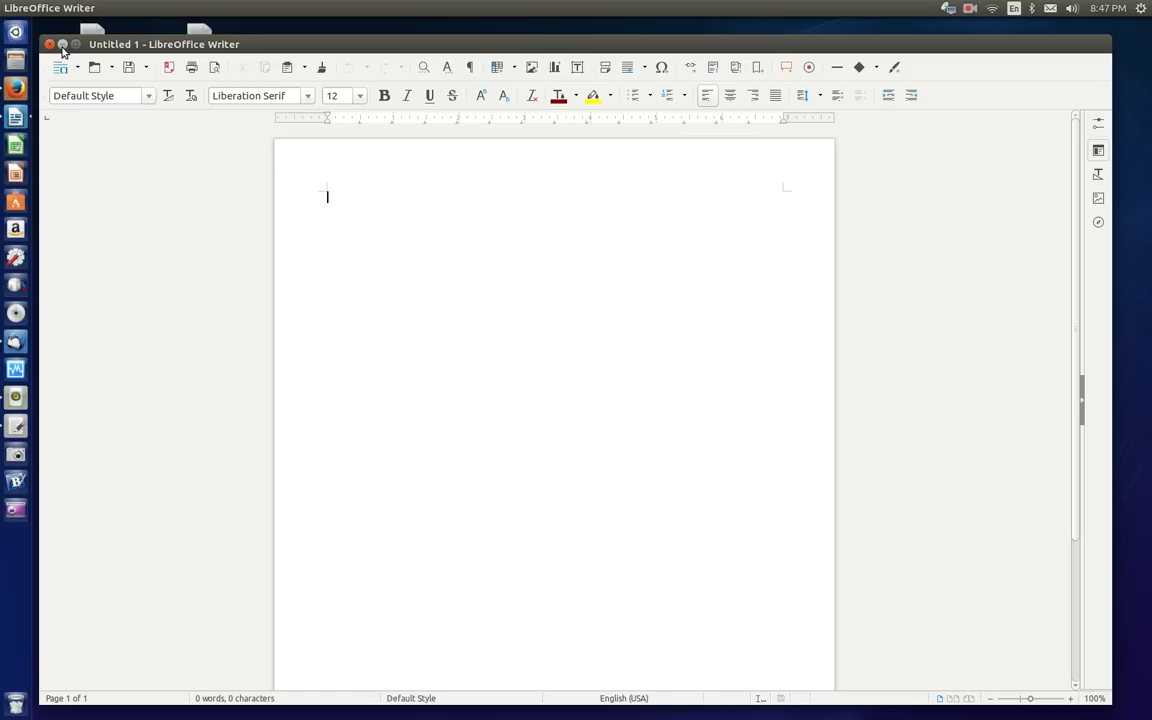 LibreOffice Writer
En
8:47 PM
Untitled 1 - LibreOffice Writer
Default Style
Liberation Serif
12
Page 1 of 1
0 words, 0 characters
Default Style
English (USA)
100%